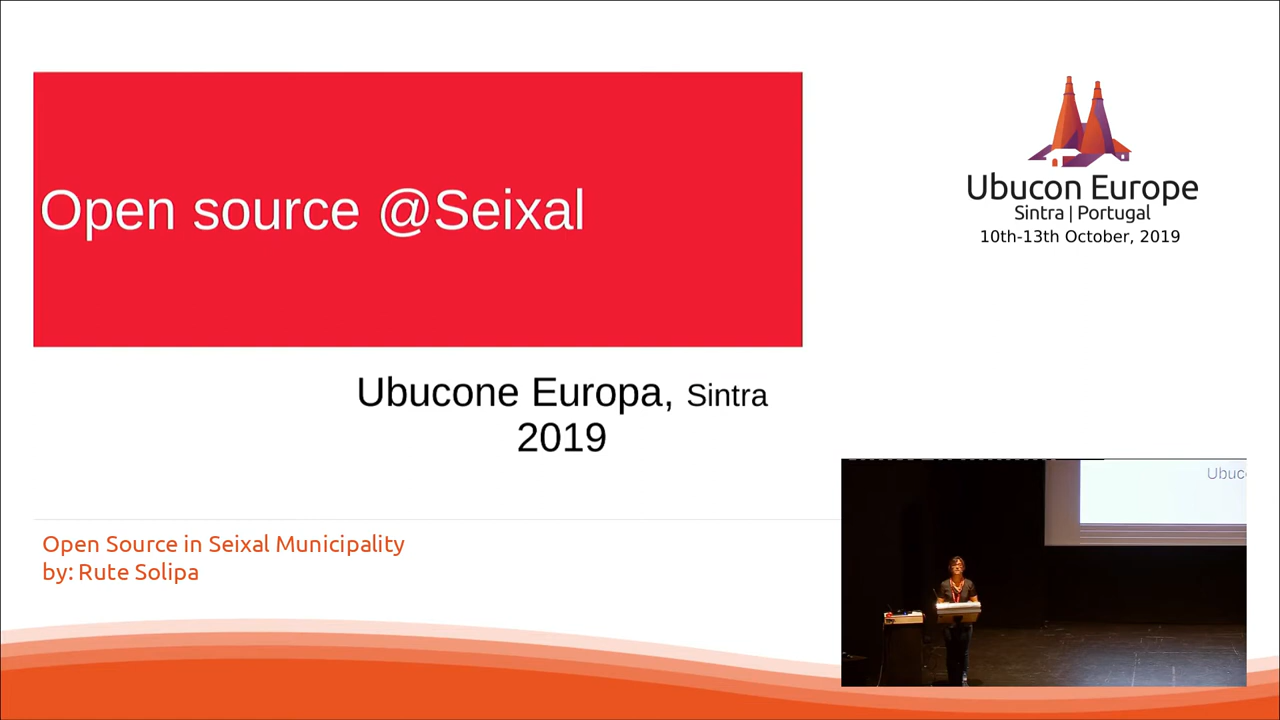 Open source @Seixal
Ubucon Europe
Sintra | Portugal
10th-13th October, 2019
Ubucone Europa, Sintra
2019
Open Source in Seixal Municipality
by: Rute Solipa
Ubuc